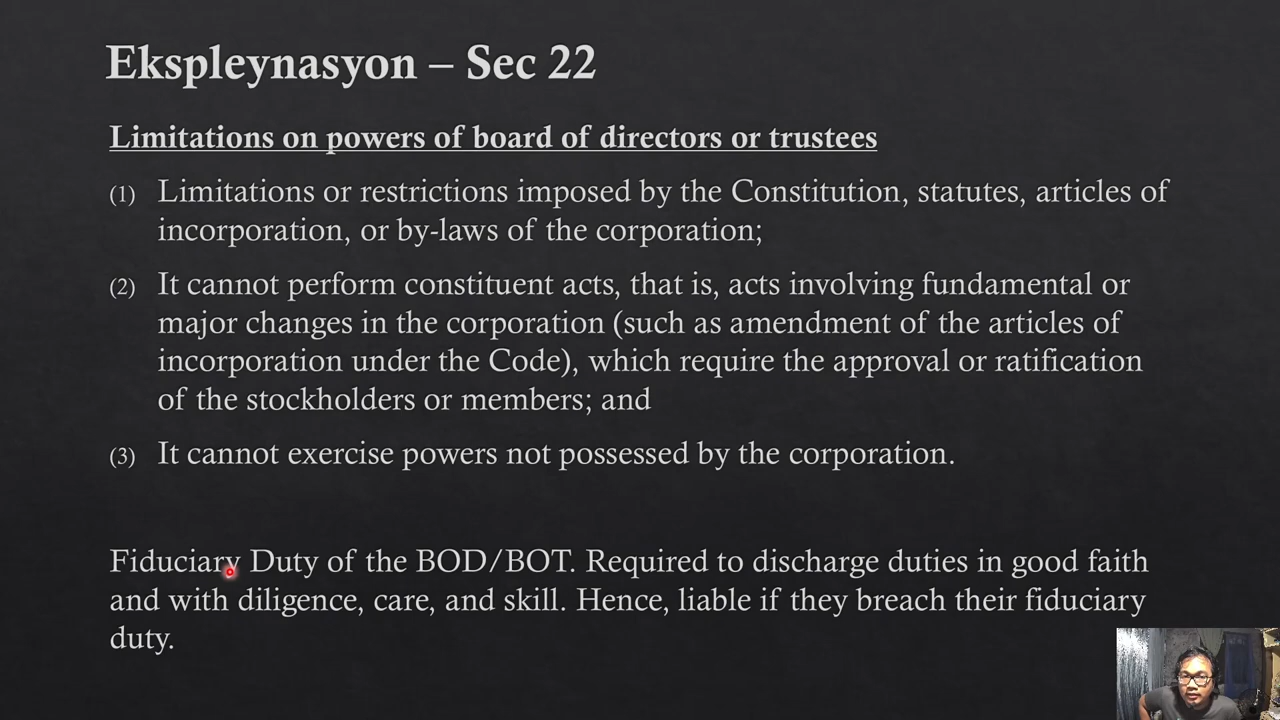 Ekspleynasyon – Sec 22
Limitations on powers of board of directors or trustees
(1) Limitations or restrictions imposed by the Constitution, statutes, articles of
incorporation, or by-laws of the corporation;
(2) It cannot perform constituent acts, that is, acts involving fundamental or
major changes in the corporation (such as amendment of the articles of
incorporation under the Code), which require the approval or ratification
of the stockholders or members; and
(3) It cannot exercise powers not possessed by the corporation.
Fiduciary Duty of the BOD/BOT. Required to discharge duties in good faith
and with diligence, care, and skill. Hence, liable if they breach their fiduciary
duty.